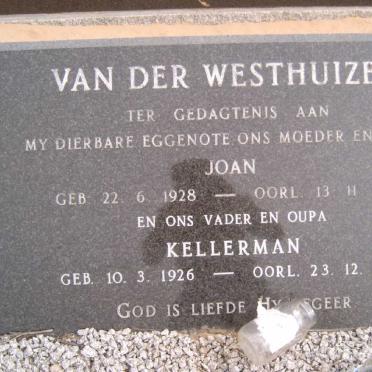 VAN DER WESTHUIZE
TER GEDAGTENIS AAN
MY DIERBARE EGGENOTE ONS MOEDER EN
JOAN
GEB. 22. 6. 1928 — OORL. 13. 11
EN ONS VADER EN OUPA
KELLERMAN
GEB. 10. 3. 1926 — OORL. 23. 12.
GOD IS LIEFDE HY